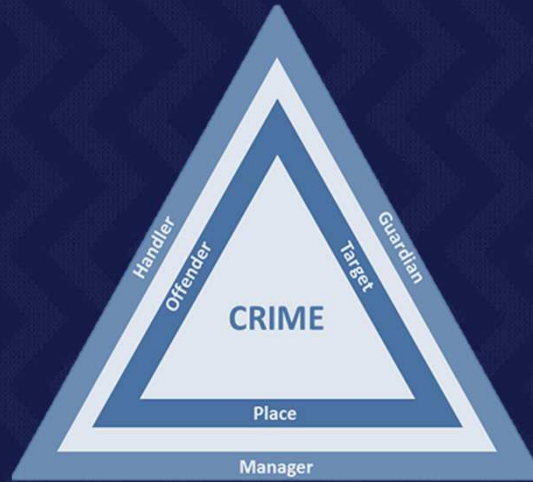 Handler
Offender
Target
Guardian
CRIME
Place
Manager